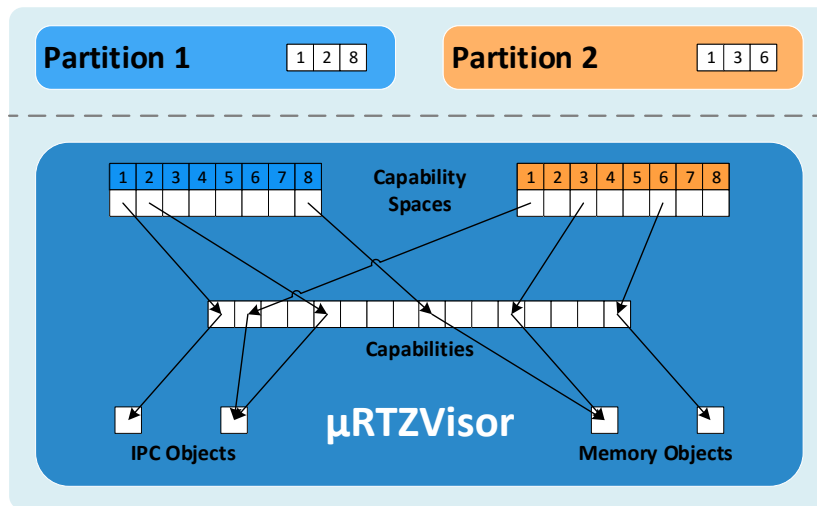 Partition 1 1 2 8 Partition 2 1 3 6
1 2 3 4 5 6 7 8 Capability 1 2 3 4 5 6 7 8
Spaces
Capabilities
μRTZVisor
IPC Objects Memory Objects